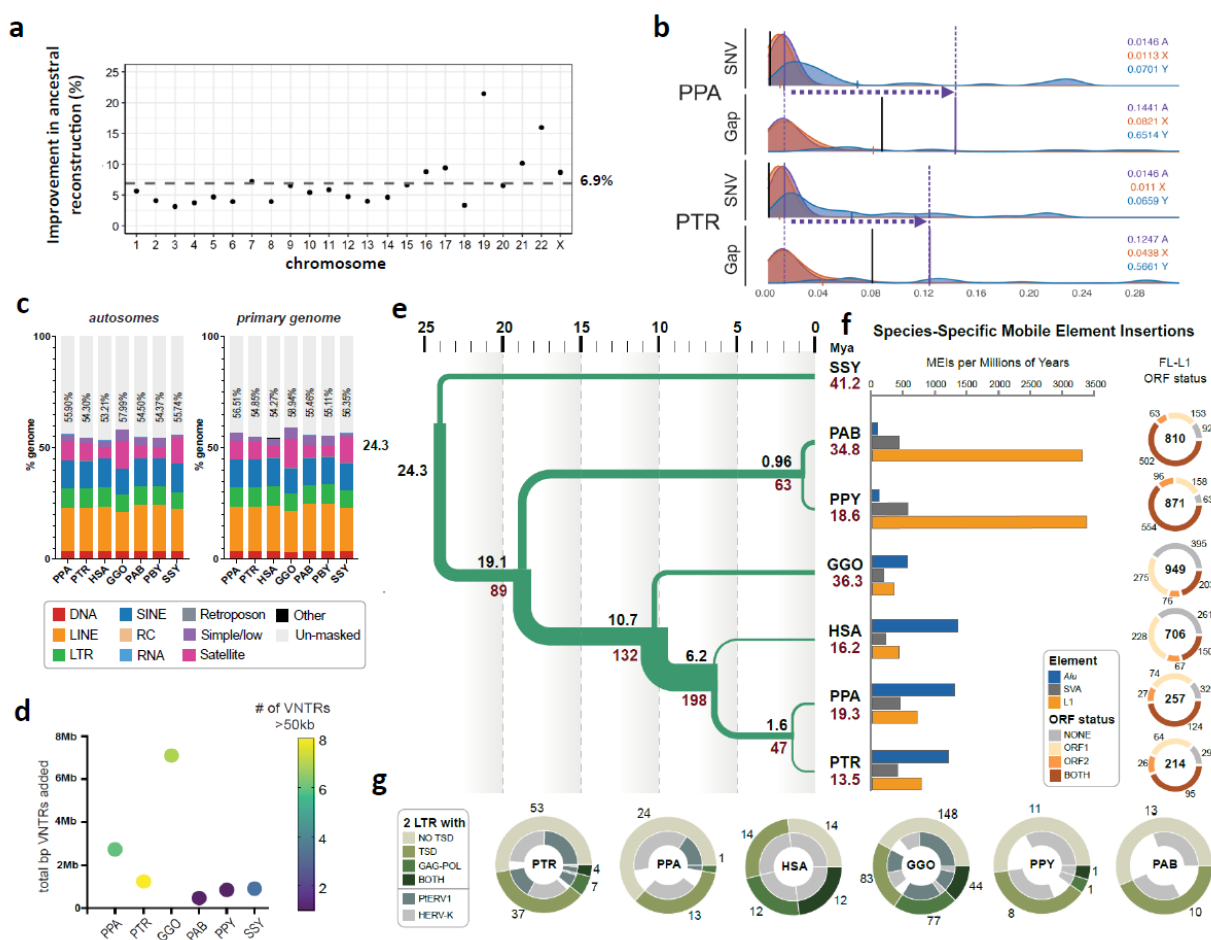 a
Improvement in ancestral
reconstruction (%)
25
20
15
10
5
0
6.9%
1 2 3 4 5 6 7 8 9 10 11 12 13 14 15 16 17 18 19 20 21 22 X
chromosome
b
PPA
SNV
0.0146 A
0.0113 X
0.0701 Y
Gap
0.1441 A
0.0821 X
0.6514 Y
PTR
SNV
0.0146 A
0.011 X
0.0659 Y
Gap
0.1247 A
0.0438 X
0.5661 Y
0.00 0.04 0.08 0.12 0.16 0.20 0.24 0.28
c
autosomes
primary genome
% genome
100
50
0
55.90% 54.30% 53.21% 57.99% 54.50% 54.37% 55.74%
PPA PTR HSA GGO PAB PBY SSY
% genome
100
50
0
56.51% 54.85% 54.27% 58.94% 55.46% 55.11% 56.35%
PPA PTR HSA GGO PAB PBY SSY
DNA SINE Retroposon Other
LINE RC Simple/low Un-masked
LTR RNA Satellite
d
total bp VNTRs added
8Mb
6Mb
4Mb
2Mb
0
PPA PTR GGO PAB PPY SSY
# of VNTRs
>50kb
8
6
4
2
e
25 20 15 10 5 0
Mya
24.3
24.3
19.1
89
10.7
132
6.2
198
0.96
63
1.6
47
SSY
41.2
PAB
34.8
PPY
18.6
GGO
36.3
HSA
16.2
PPA
19.3
PTR
13.5
f
Species-Specific Mobile Element Insertions
MEIs per Millions of Years
0 500 1000 1500 2000 2500 3000 3500
FL-L1
ORF status
63 153
92
810
502
96 158
63
871
554
395
275
949
203
76
261
228
706
150
67
74
32
27
257
124
64
29
26
214
95
Element
Alu
SVA
L1
ORF status
NONE
ORF1
ORF2
BOTH
g
2 LTR with
NO TSD
TSD
GAG-POL
BOTH
PtERV1
HERV-K
53
PTR
4
7
37
24
PPA
1
13
14 14
HSA
12 12
148
GGO
83
44
77
11
PPY
1
1
8
13
PAB
10